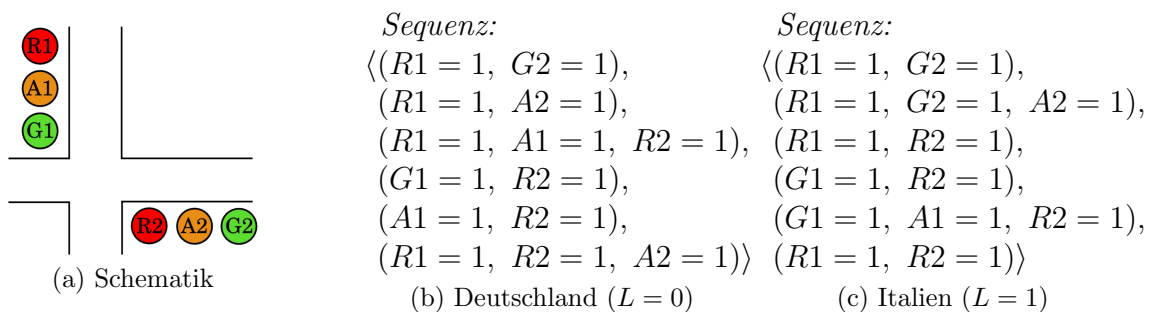 R1
A1
G1
R2 A2 G2
(a) Schematik
Sequenz:
⟨(R1 = 1, G2 = 1),
(R1 = 1, A2 = 1),
(R1 = 1, A1 = 1, R2 = 1),
(G1 = 1, R2 = 1),
(A1 = 1, R2 = 1),
(R1 = 1, R2 = 1, A2 = 1)⟩
(b) Deutschland (L = 0)
Sequenz:
⟨(R1 = 1, G2 = 1),
(R1 = 1, G2 = 1, A2 = 1),
(R1 = 1, R2 = 1),
(G1 = 1, R2 = 1),
(G1 = 1, A1 = 1, R2 = 1),
(R1 = 1, R2 = 1)⟩
(c) Italien (L = 1)